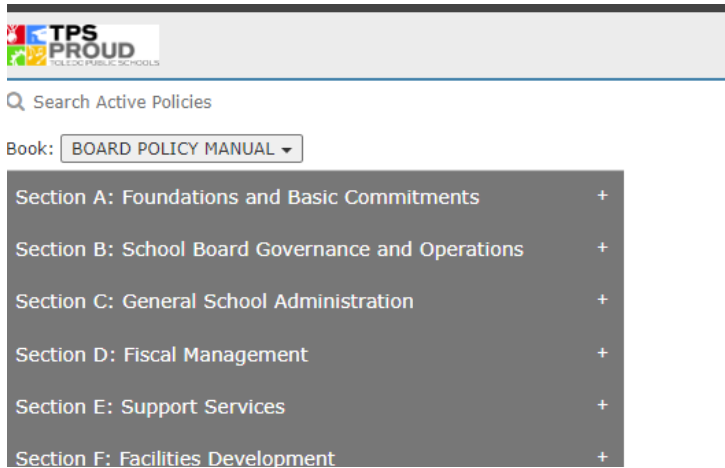 TPS
PROUD
TOLEDO PUBLIC SCHOOLS
Search Active Policies
Book: BOARD POLICY MANUAL
Section A: Foundations and Basic Commitments +
Section B: School Board Governance and Operations +
Section C: General School Administration +
Section D: Fiscal Management +
Section E: Support Services +
Section F: Facilities Development +